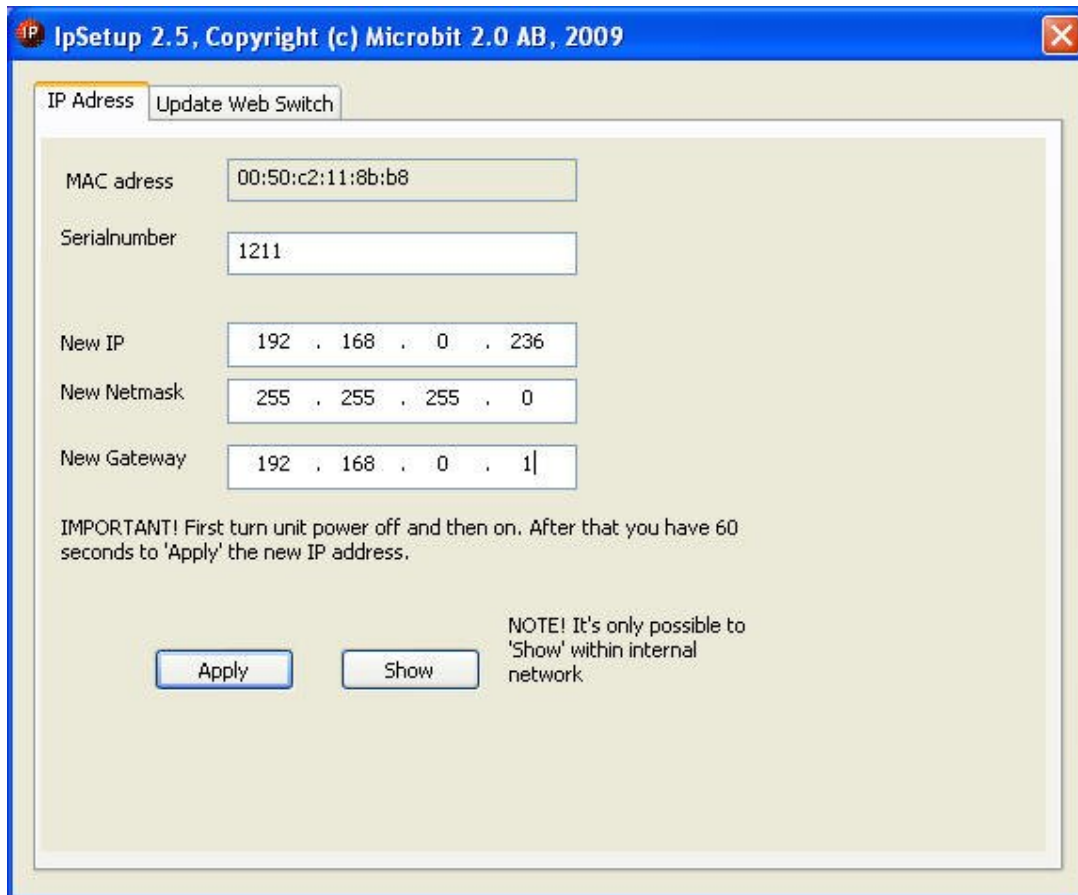 IP
IpSetup 2.5, Copyright (c) Microbit 2.0 AB, 2009
IP Adress
Update Web Switch
MAC adress
00:50:c2:11:8b:b8
Serialnumber
1211
New IP
192 . 168 . 0 . 236
New Netmask
255 . 255 . 255 . 0
New Gateway
192 . 168 . 0 . 1
IMPORTANT! First turn unit power off and then on. After that you have 60
seconds to 'Apply' the new IP address.
Apply
Show
NOTE! It's only possible to
'Show' within internal
network